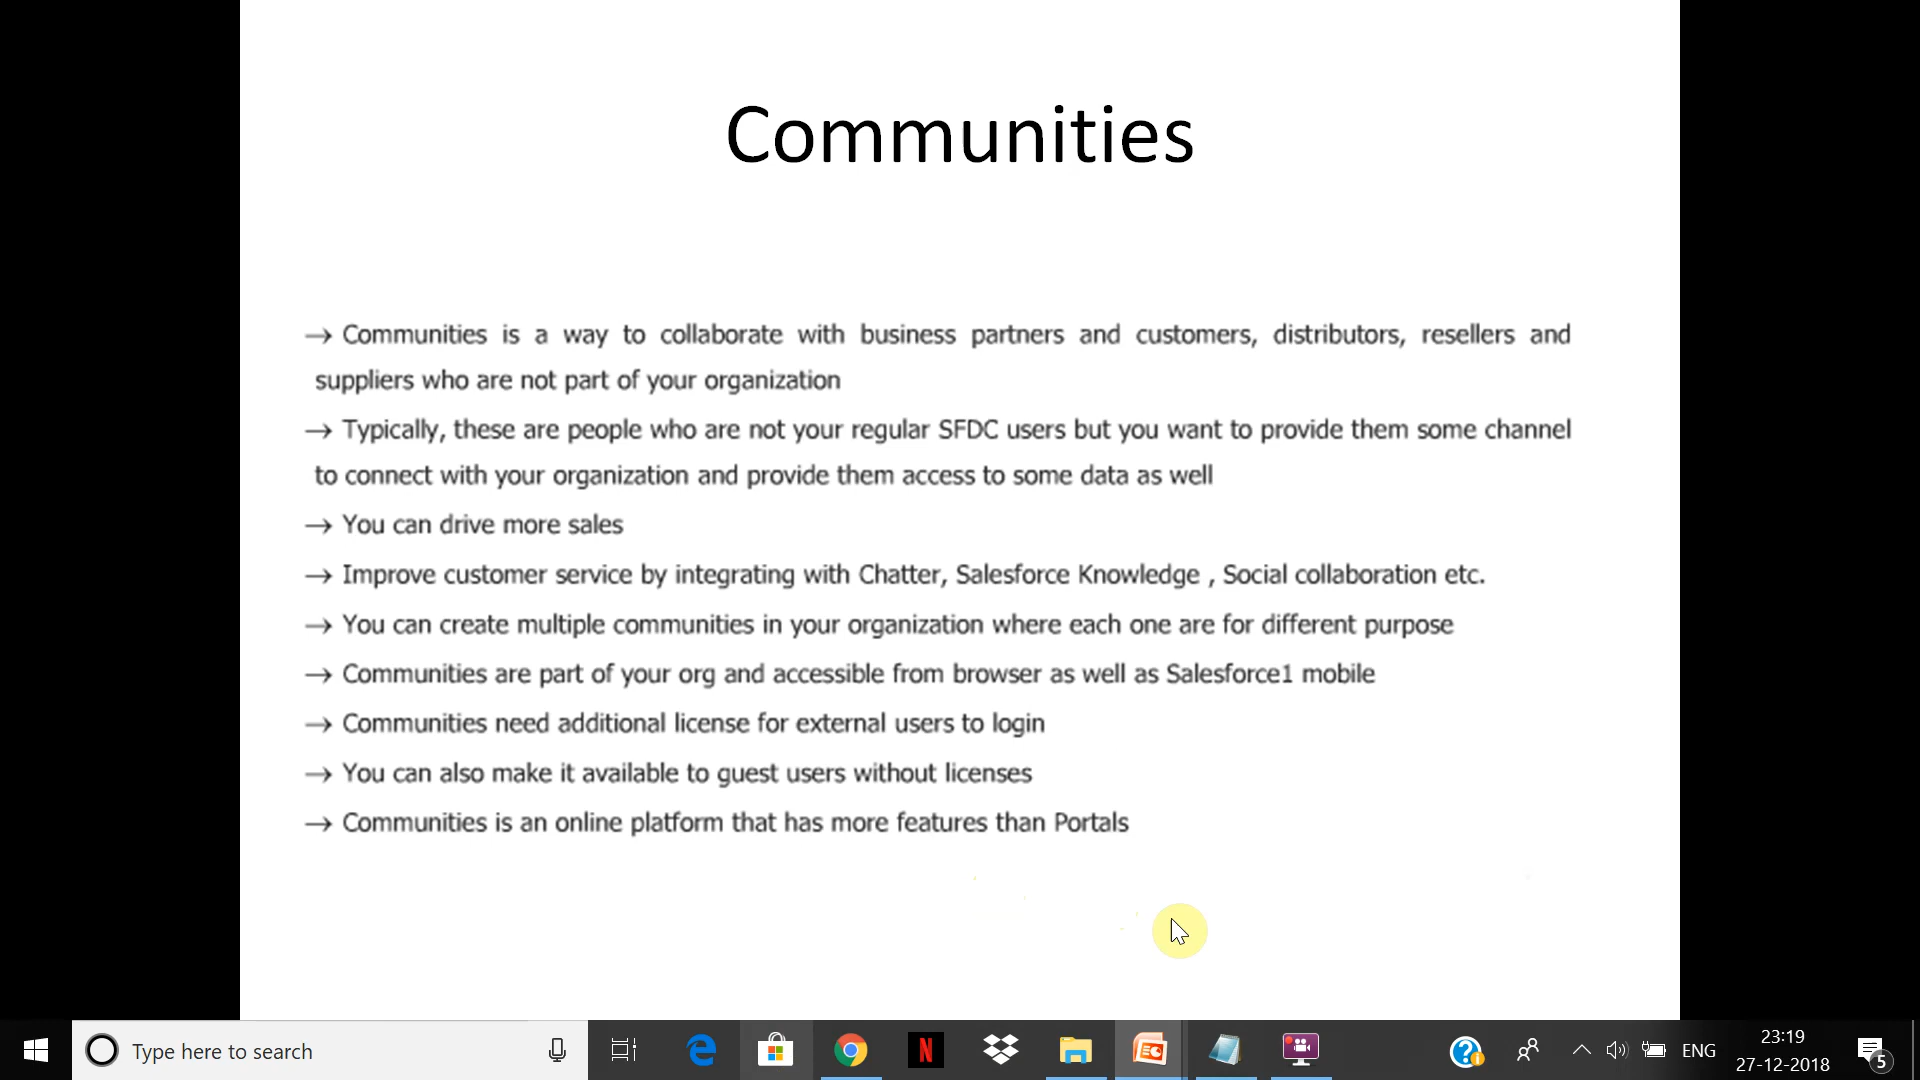 Communities
→ Communities is a way to collaborate with business partners and customers, distributors, resellers and
suppliers who are not part of your organization
→ Typically, these are people who are not your regular SFDC users but you want to provide them some channel
to connect with your organization and provide them access to some data as well
→ You can drive more sales
→ Improve customer service by integrating with Chatter, Salesforce Knowledge , Social collaboration etc.
→ You can create multiple communities in your organization where each one are for different purpose
→ Communities are part of your org and accessible from browser as well as Salesforce1 mobile
→ Communities need additional license for external users to login
→ You can also make it available to guest users without licenses
→ Communities is an online platform that has more features than Portals
Type here to search
N
ENG
23:19
27-12-2018
5